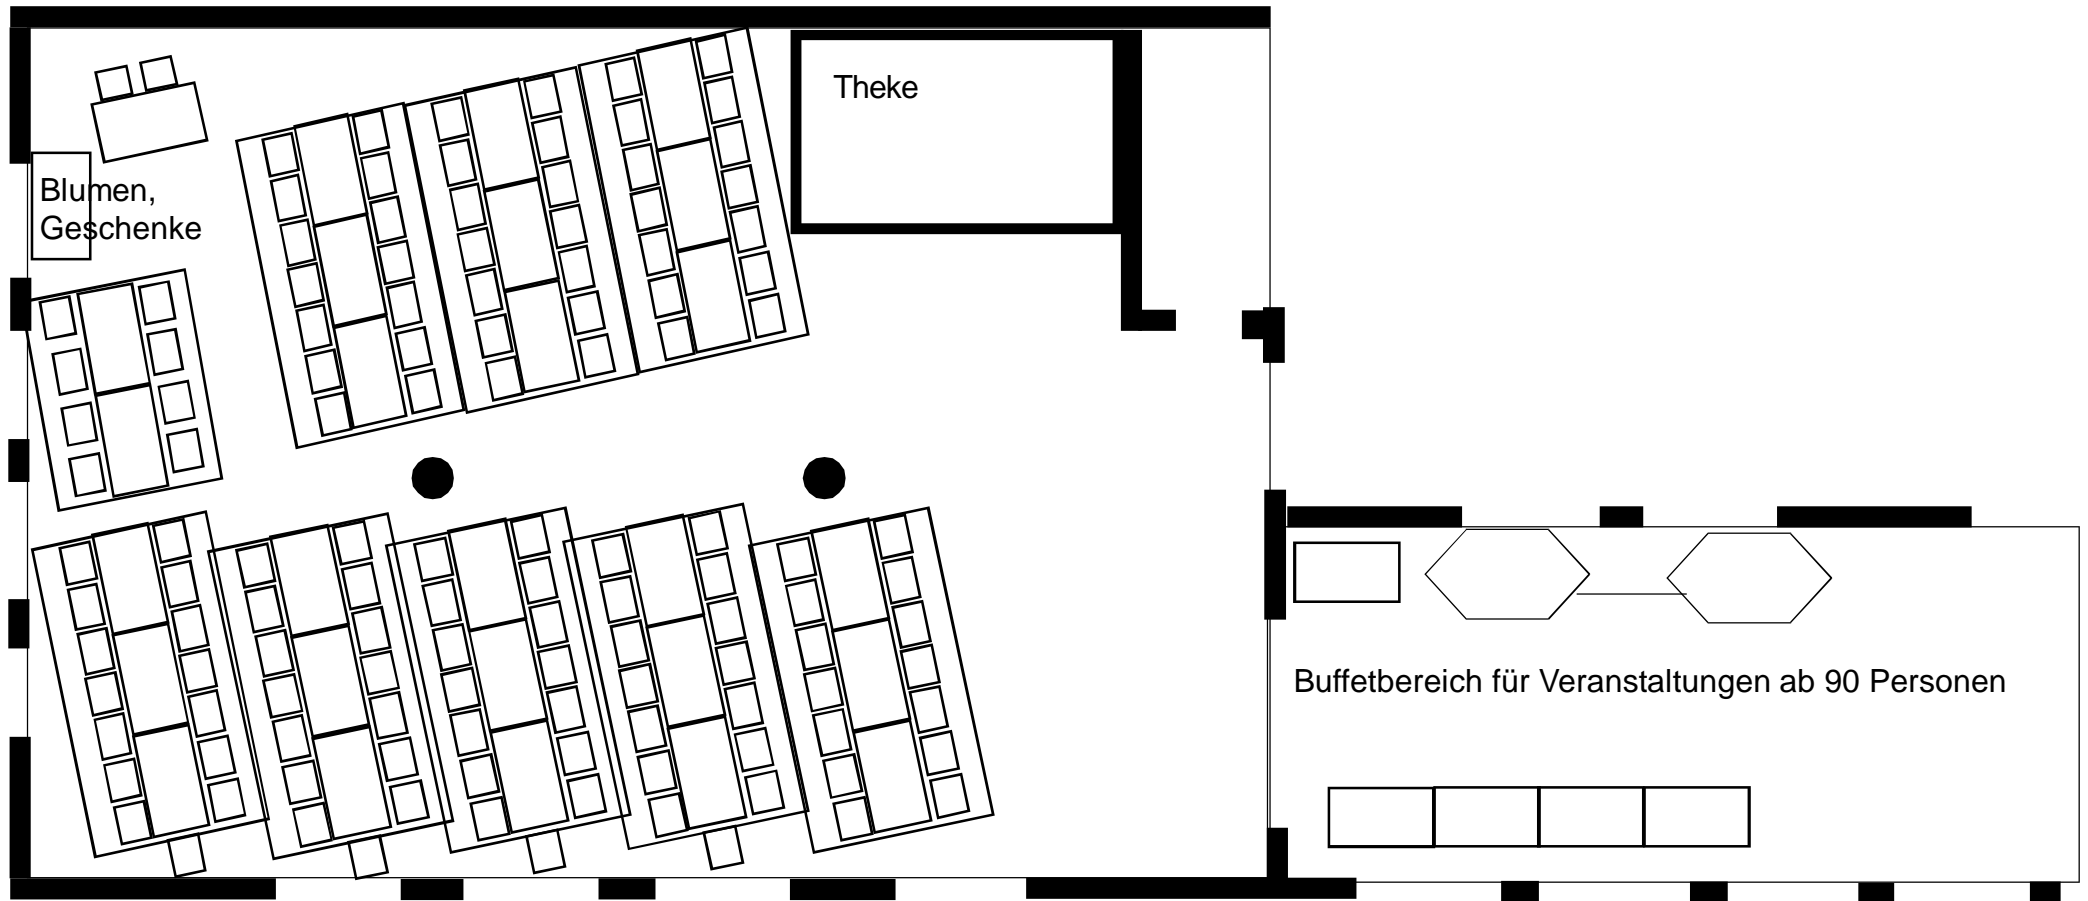 Theke
Blumen,
Geschenke
Buffetbereich für Veranstaltungen ab 90 Personen